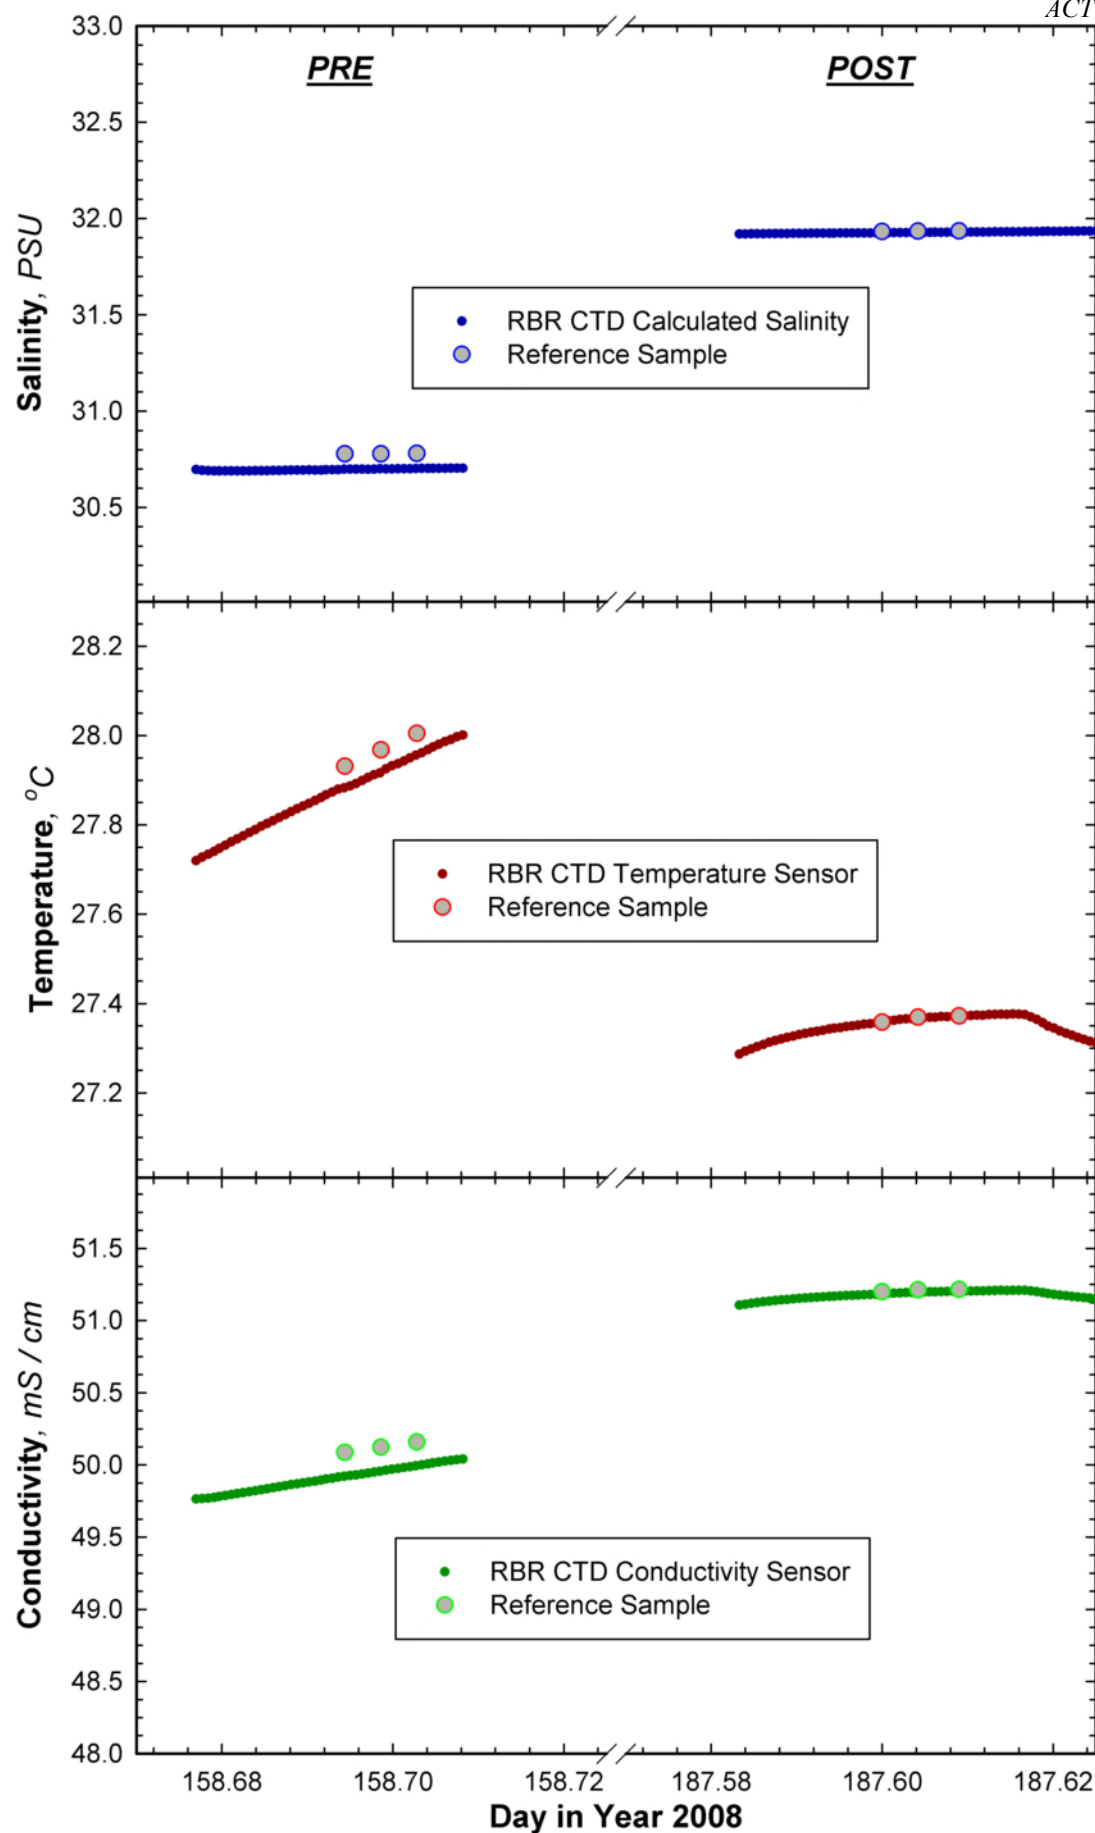 ACT
PRE
POST
33.0
32.5
32.0
31.5
31.0
30.5
Salinity, PSU
RBR CTD Calculated Salinity
Reference Sample
28.2
28.0
27.8
27.6
27.4
27.2
Temperature, °C
RBR CTD Temperature Sensor
Reference Sample
51.5
51.0
50.5
50.0
49.5
49.0
48.5
48.0
Conductivity, mS / cm
RBR CTD Conductivity Sensor
Reference Sample
158.68 158.70 158.72 187.58 187.60 187.62
Day in Year 2008